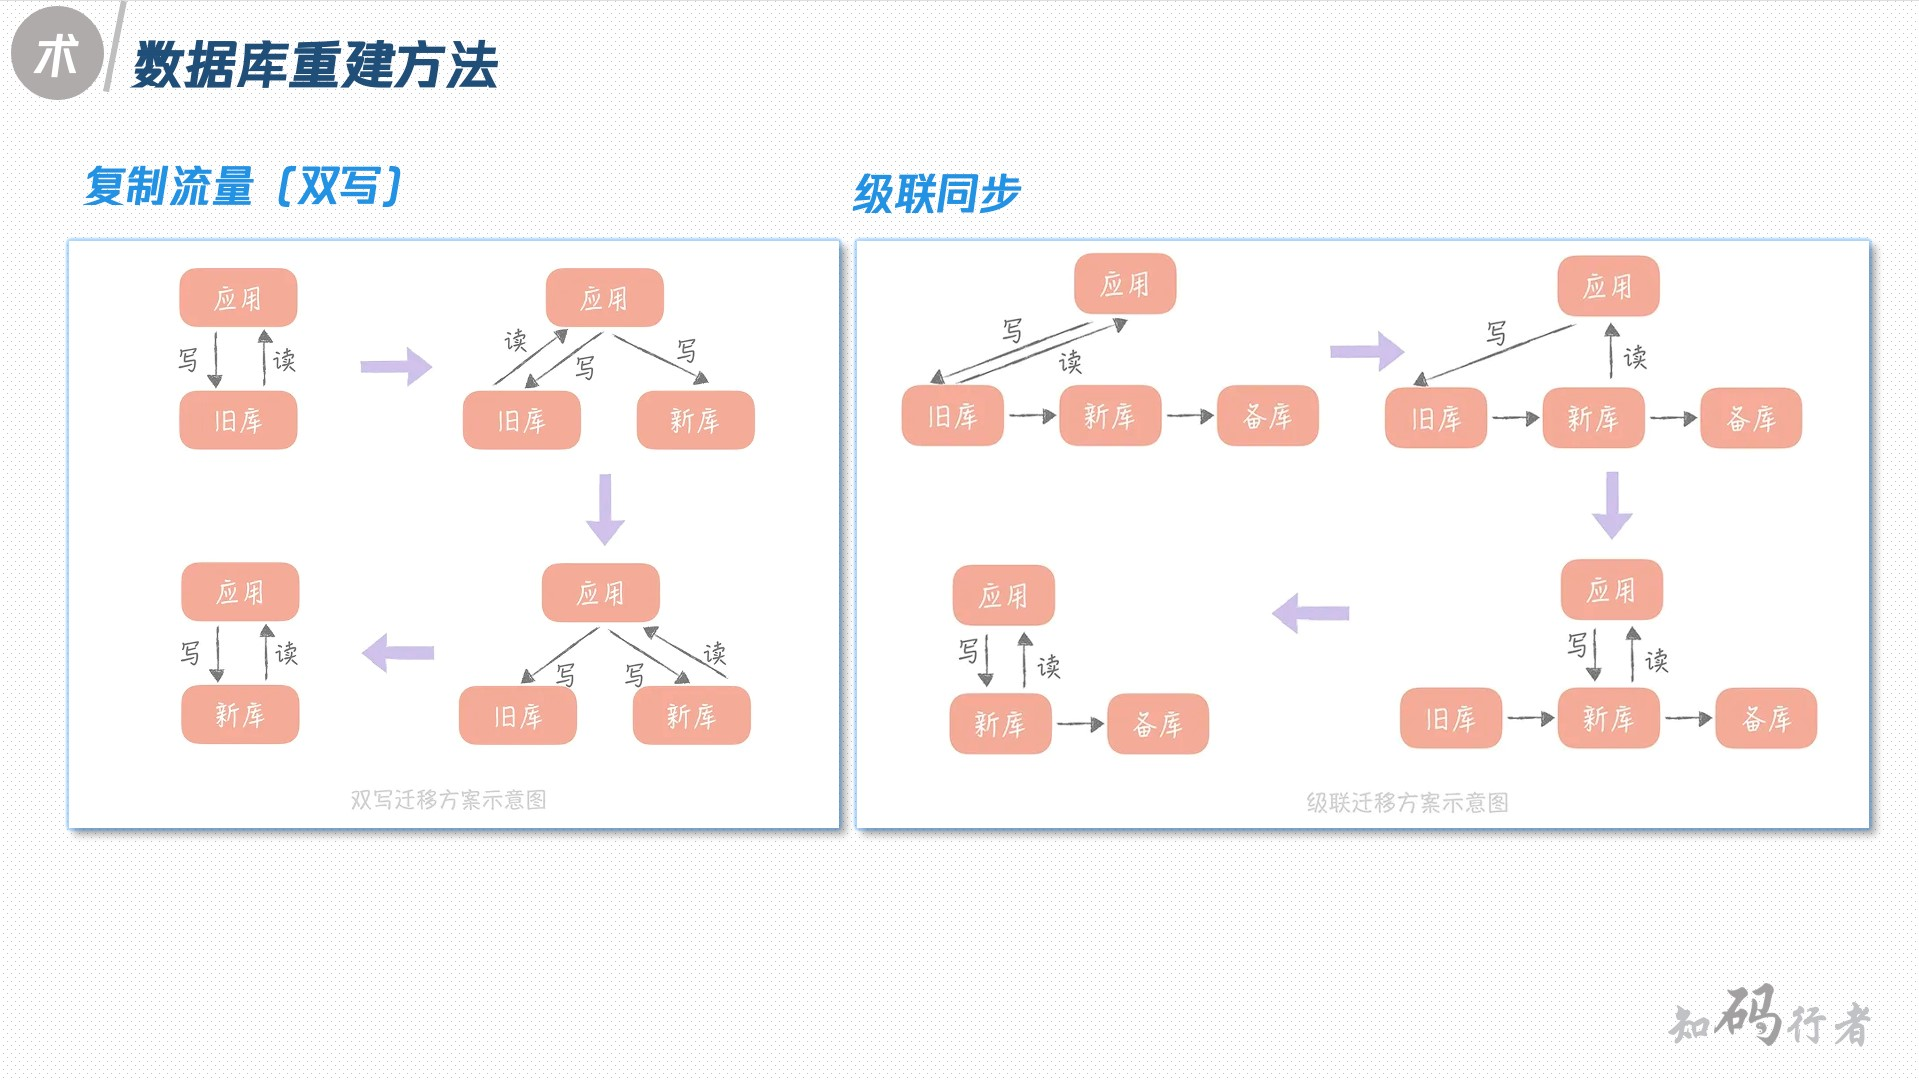 术
数据库重建方法
复制流量（双写）
应用
写
读
旧库
应用
读
写
写
旧库
新库
应用
写
写
读
旧库
新库
应用
写
读
新库
双写迁移方案示意图
级联同步
应用
写
读
旧库
新库
备库
应用
写
读
旧库
新库
备库
应用
写
读
旧库
新库
备库
应用
写
读
新库
备库
级联迁移方案示意图
知码行者